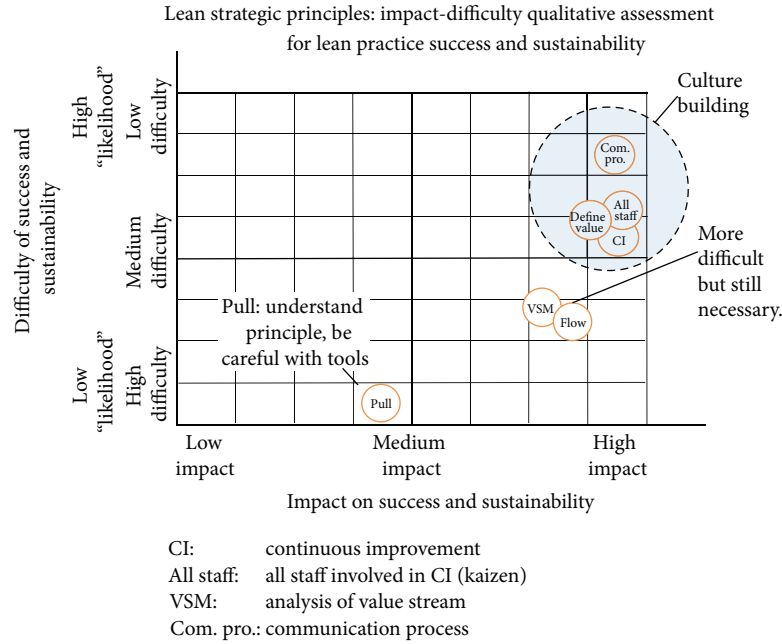 Lean strategic principles: impact-difficulty qualitative assessment
for lean practice success and sustainability
Culture
building
High
“likelihood”
Low
difficulty
Com.
pro.
All
staff
Define
value
CI
Difficulty of success and
sustainability
Medium
difficulty
More
difficult
but still
necessary.
Pull: understand
principle, be
careful with tools
VSM
Flow
Low
“likelihood”
High
difficulty
Pull
Low
impact
Medium
impact
High
impact
Impact on success and sustainability
CI: continuous improvement
All staff: all staff involved in CI (kaizen)
VSM: analysis of value stream
Com. pro.: communication process